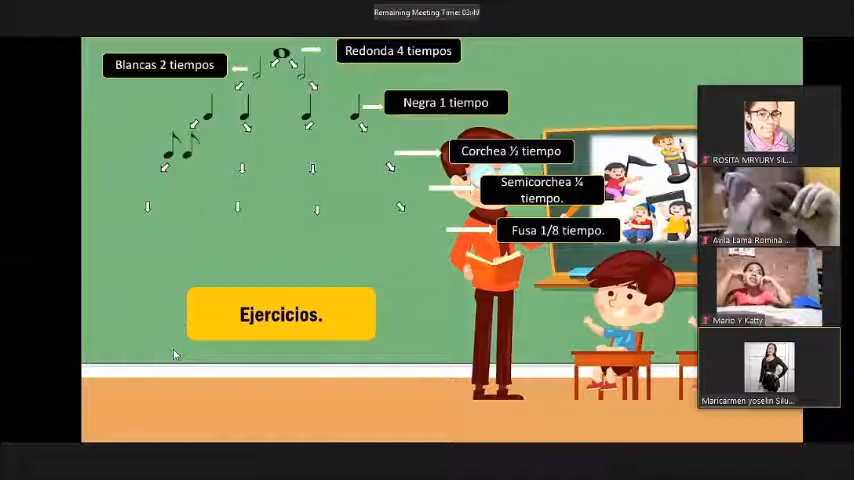 Remaining Meeting Time: 03:49
Redonda 4 tiempos
Blancas 2 tiempos
Negra 1 tiempo
Corchea ½ tiempo
Semicorchea ¼
tiempo.
Fusa 1/8 tiempo.
Ejercicios.
ROSITA MRYURY SIL...
Avila Lama Romina ...
Mario Y Katty
Maricarmen yoselin Silu...